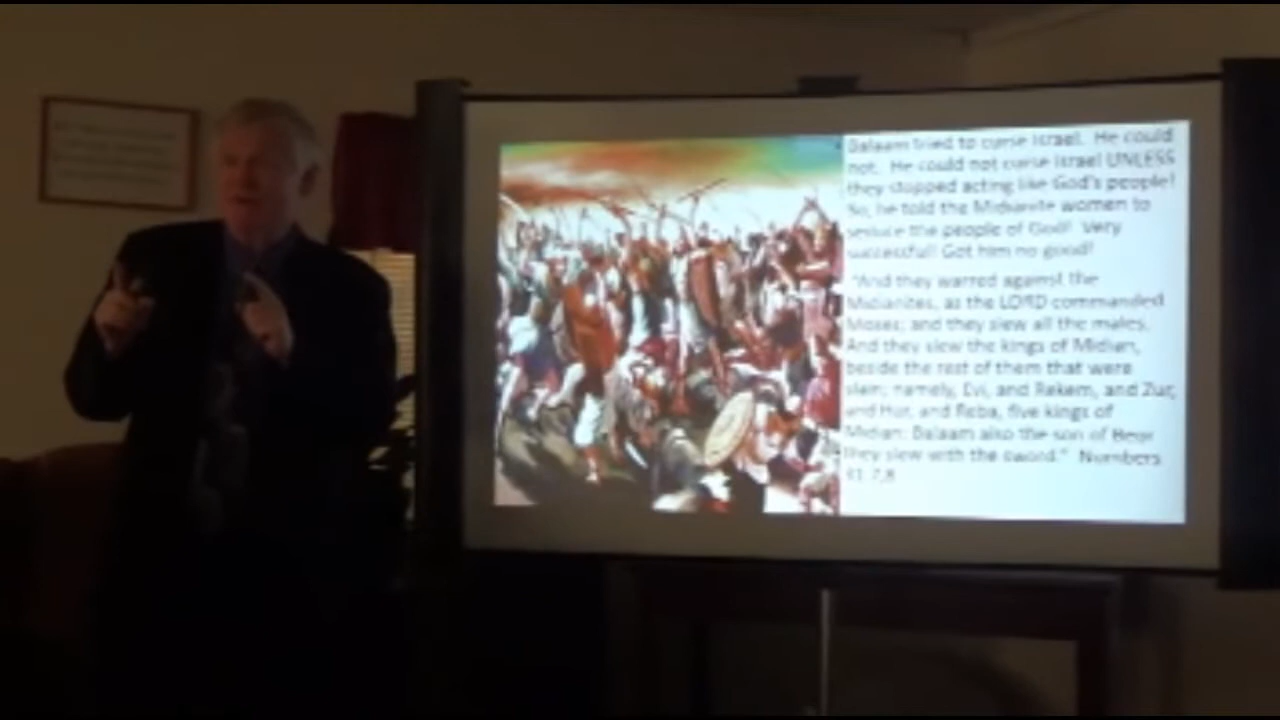 Balaam tried to curse Israel. He could
not. He could not curse Israel UNLESS
they stopped acting like God's people!
So, he told the Midianite women to
seduce the people of God! Very
successful! Got him no good!
"And they warred against the
Midianites, as the LORD commanded
Moses; and they slew all the males.
And they slew the kings of Midian,
beside the rest of them that were
slain; namely, Evi, and Rekem, and Zur,
and Hur, and Reba, five kings of
Midian: Balaam also the son of Beor
they slew with the sword." Numbers
31:7,8